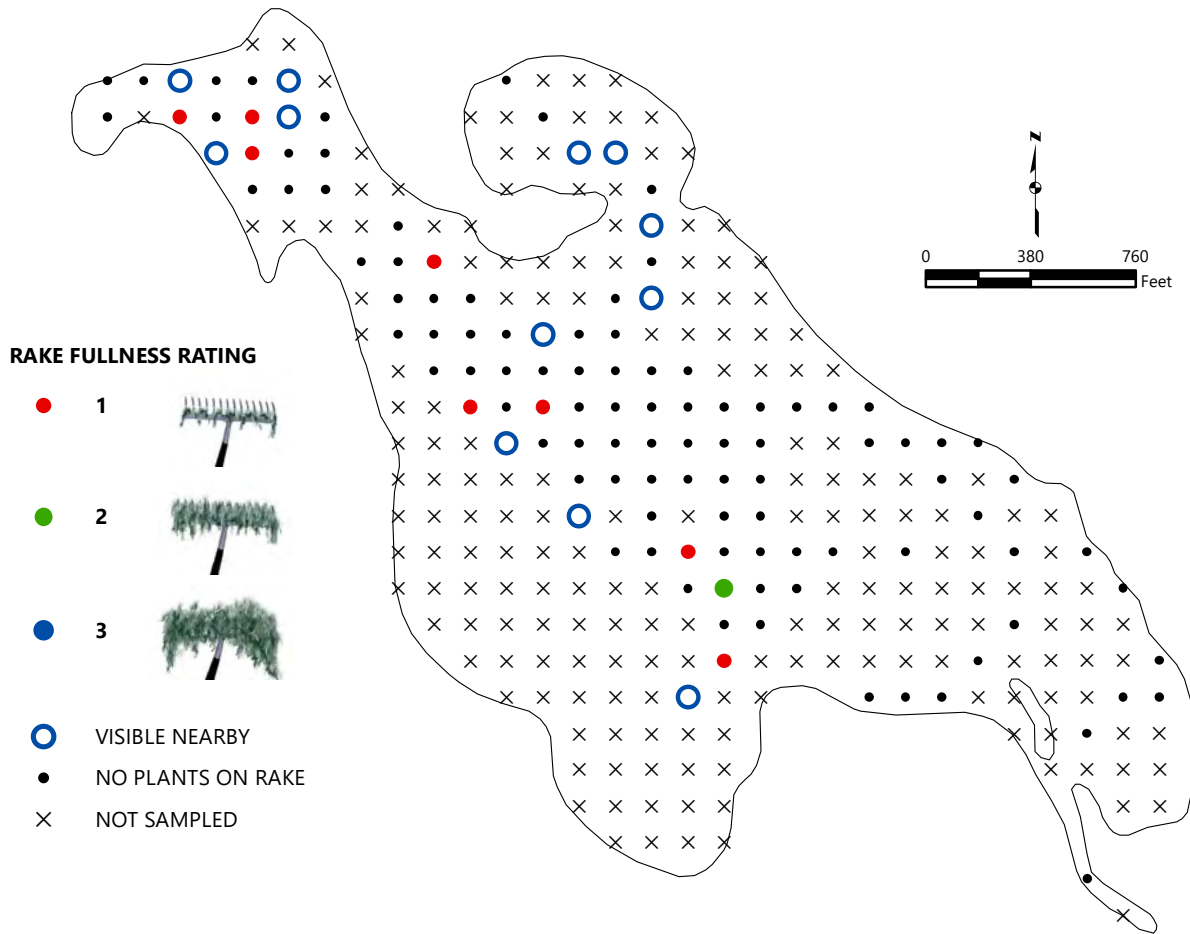 N
0 380 760
Feet
RAKE FULLNESS RATING
1
2
3
VISIBLE NEARBY
NO PLANTS ON RAKE
NOT SAMPLED